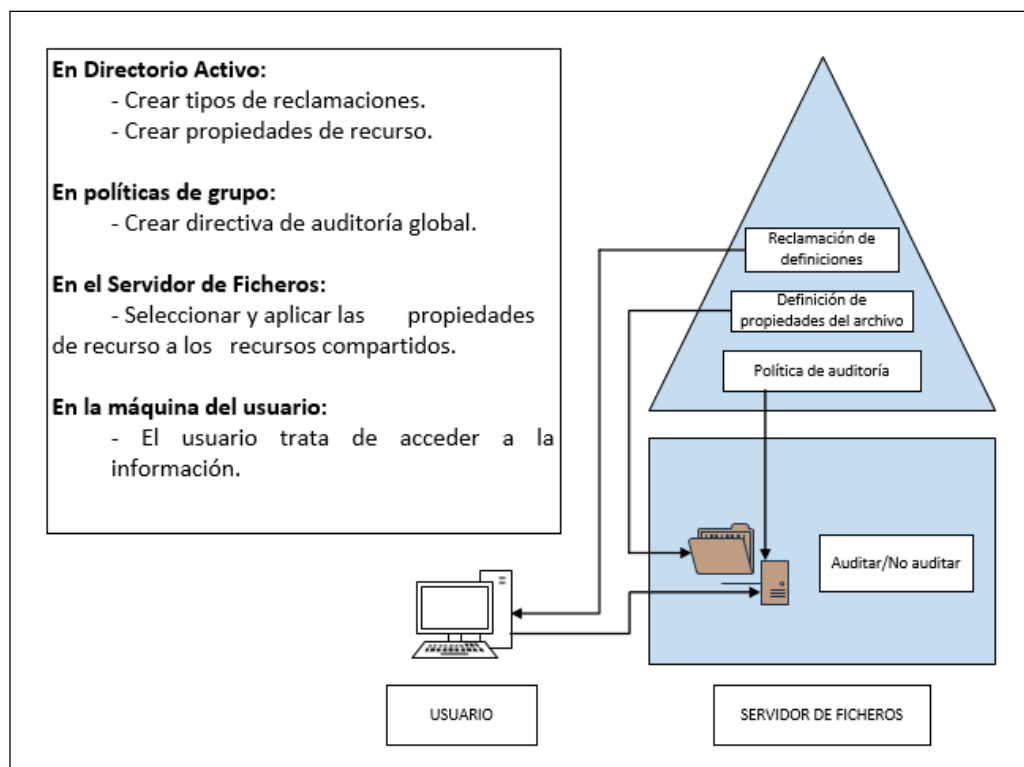 En Directorio Activo:
- Crear tipos de reclamaciones.
- Crear propiedades de recurso.
En políticas de grupo:
- Crear directiva de auditoría global.
En el Servidor de Ficheros:
- Seleccionar y aplicar las propiedades
de recurso a los recursos compartidos.
En la máquina del usuario:
- El usuario trata de acceder a la
información.
Reclamación de
definiciones
Definición de
propiedades del archivo
Política de auditoría
Auditar/No auditar
USUARIO
SERVIDOR DE FICHEROS